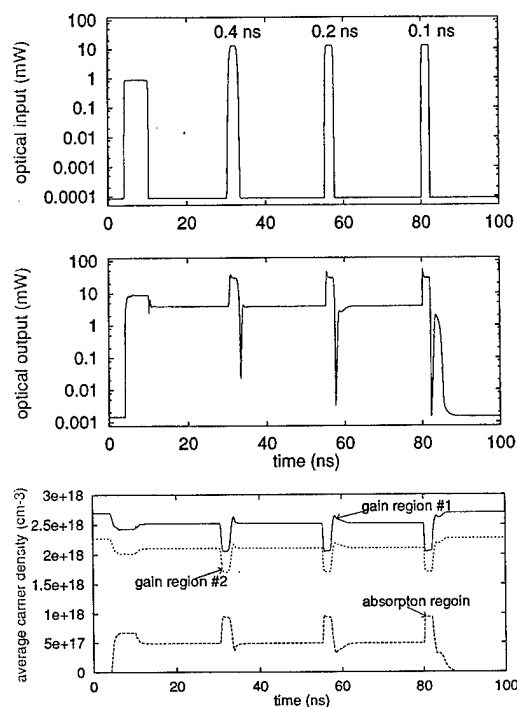 optical input (mW)
100
10
1
0.1
0.01
0.001
0.0001
0.4 ns
0.2 ns
0.1 ns
0
20
40
60
80
100
optical output (mW)
100
10
1
0.1
0.01
0.001
0
20
40
60
80
100
time (ns)
average carrier density (cm-3)
3e+18
2.5e+18
2e+18
1.5e+18
1e+18
5e+17
0
gain region #1
gain region #2
absorpton regoin
0
20
40
60
80
100
time (ns)